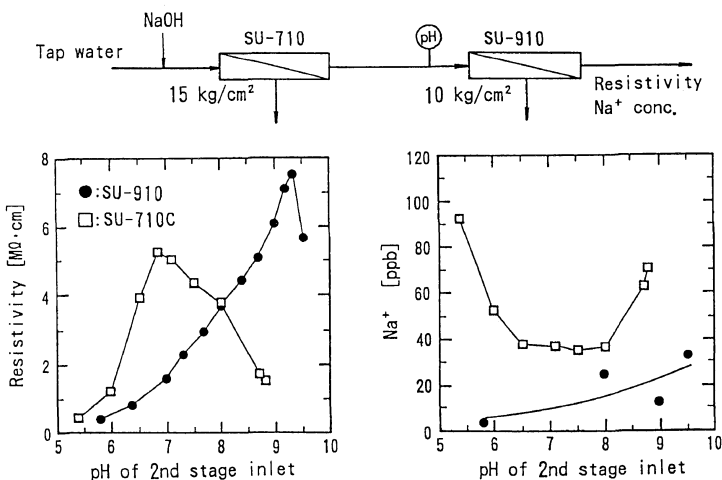 NaOH
SU-710
pH
SU-910
Tap water
15 kg/cm²
10 kg/cm²
Resistivity
Na⁺ conc.
8
6
4
2
0
Resistivity [MΩ·cm]
●:SU-910
□:SU-710C
5 6 7 8 9 10
pH of 2nd stage inlet
120
100
80
60
40
20
0
Na⁺ [ppb]
5 6 7 8 9 10
pH of 2nd stage inlet